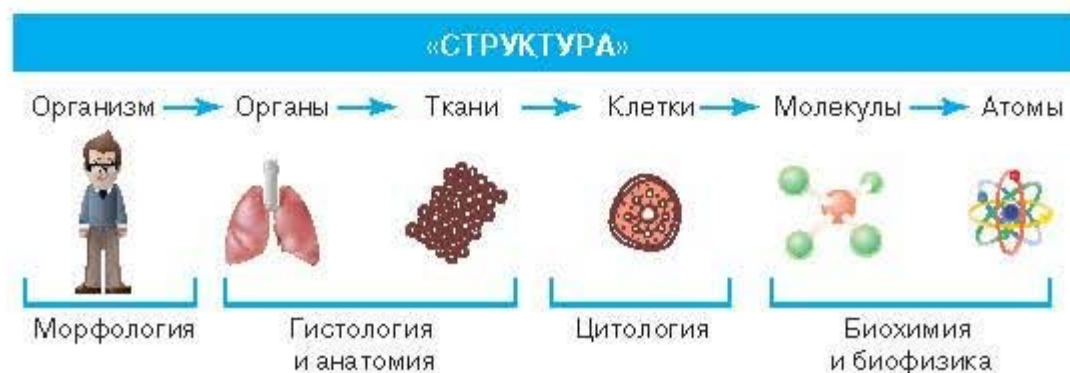 «СТРУКТУРА»
Организм → Органы → Ткани → Клетки → Молекулы → Атомы
Морфология Гистология Цитология Биохимия
и анатомия и биофизика